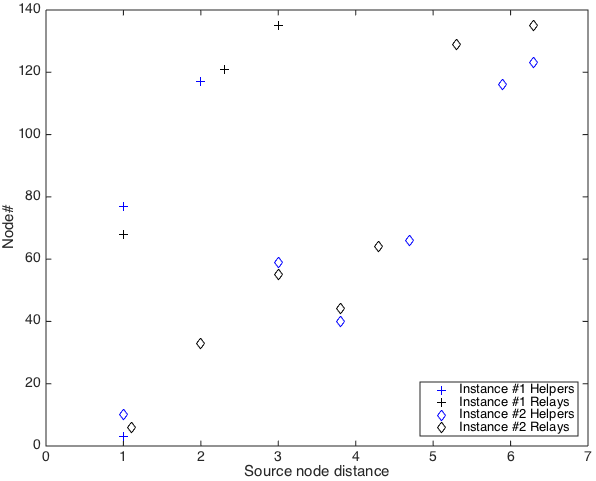 140
120
100
80
60
40
20
0
Node#
0 1 2 3 4 5 6 7
Source node distance
Instance #1 Helpers
Instance #1 Relays
Instance #2 Helpers
Instance #2 Relays